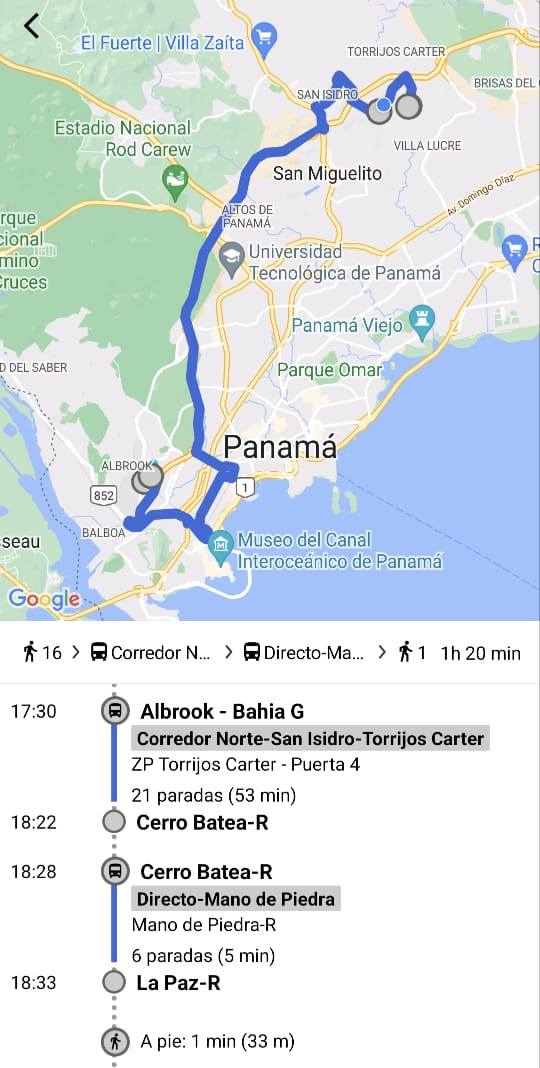 El Fuerte | Villa Zaíta
TORRIJOS CARTER
SAN ISIDRO
BRISAS DEL
Estadio Nacional
Rod Carew
VILLA LUCRE
San Miguelito
Av. Domingo Díaz
ALTOS DE
PANAMÁ
rque
cional
mino
Cruces
Universidad
Tecnológica de Panamá
Panamá Viejo
Parque Omar
D DEL SABER
Panamá
ALBROOK
852
1
BALBOA
sseau
Museo del Canal
Interoceánico de Panamá
Google
16 Corredor N... Directo-Ma... 1 1h 20 min
17:30 Albrook - Bahia G
Corredor Norte-San Isidro-Torrijos Carter
ZP Torrijos Carter - Puerta 4
21 paradas (53 min)
18:22 Cerro Batea-R
18:28 Cerro Batea-R
Directo-Mano de Piedra
Mano de Piedra-R
6 paradas (5 min)
18:33 La Paz-R
A pie: 1 min (33 m)